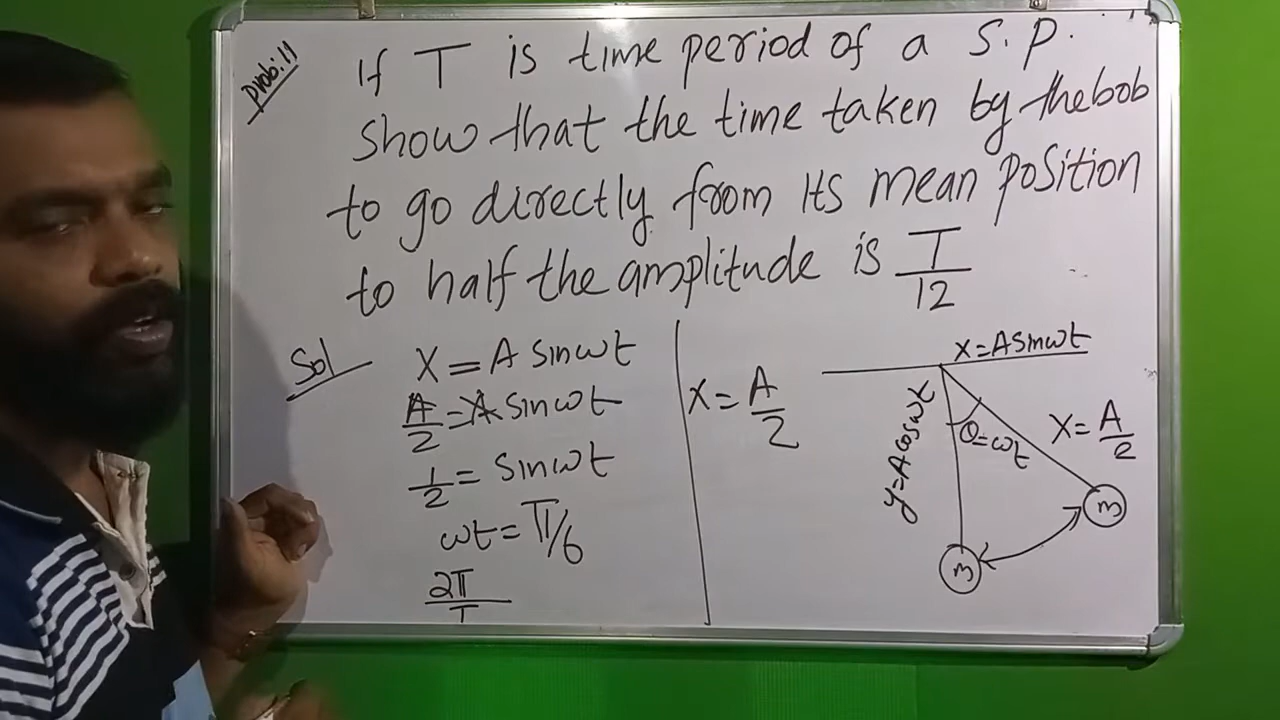 Prob:11
If T is time period of a S.P.
show that the time taken by the bob
to go directly from its mean position
to half the amplitude is T/12
Sol
X = A sinωt
A/2 = A sinωt
1/2 = sinωt
ωt = π/6
2π/T
X = A/2
X = A sinωt
y = A cosωt
θ = ωt
X = A/2
m
m